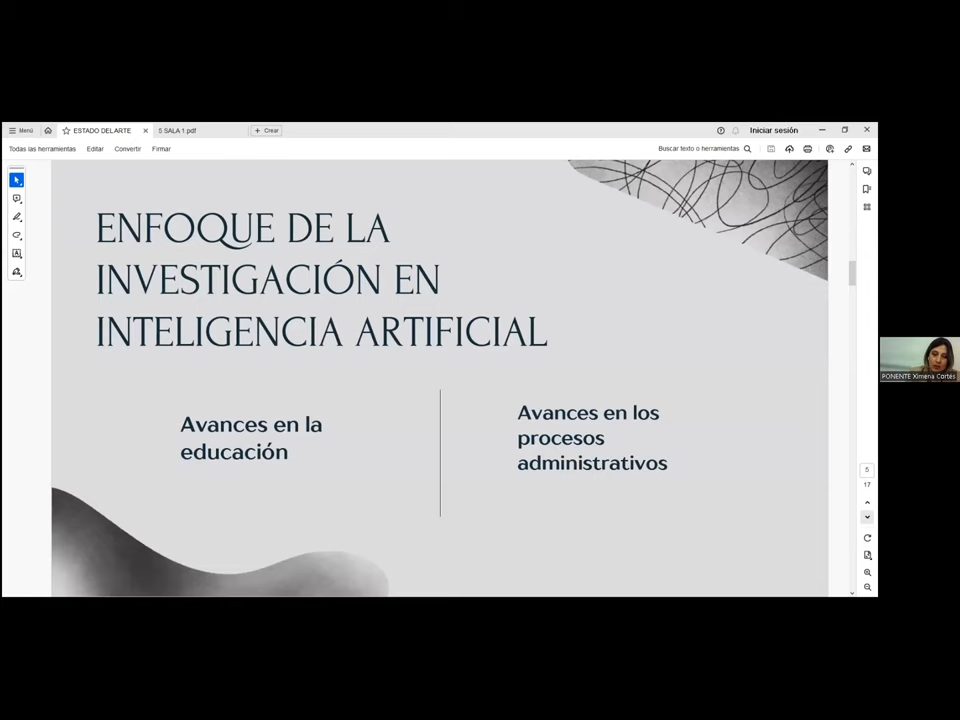 Menú
ESTADO DEL ARTE
5 SALA 1.pdf
Crear
Iniciar sesión
Todas las herramientas
Editar
Convertir
Firmar
Buscar texto o herramientas
ENFOQUE DE LA
INVESTIGACIÓN EN
INTELIGENCIA ARTIFICIAL
Avances en la
educación
Avances en los
procesos
administrativos
PONENTE Ximena Cortés
5
17